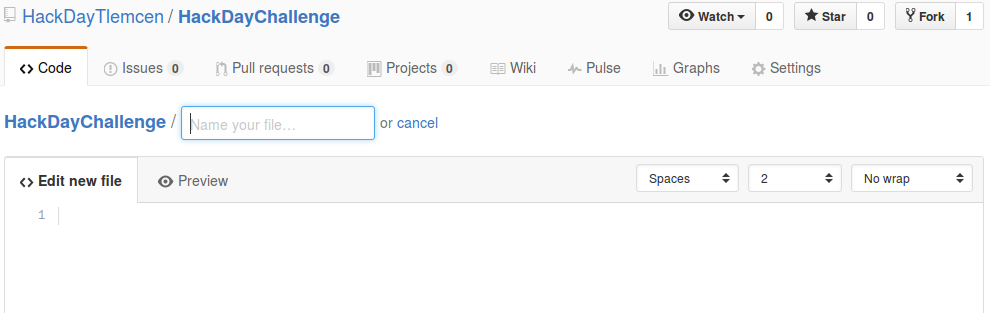 HackDayTlemcen / HackDayChallenge Watch 0 Star 0 Fork 1
Code Issues 0 Pull requests 0 Projects 0 Wiki Pulse Graphs Settings
HackDayChallenge / Name your file... or cancel
Edit new file Preview Spaces 2 No wrap
1